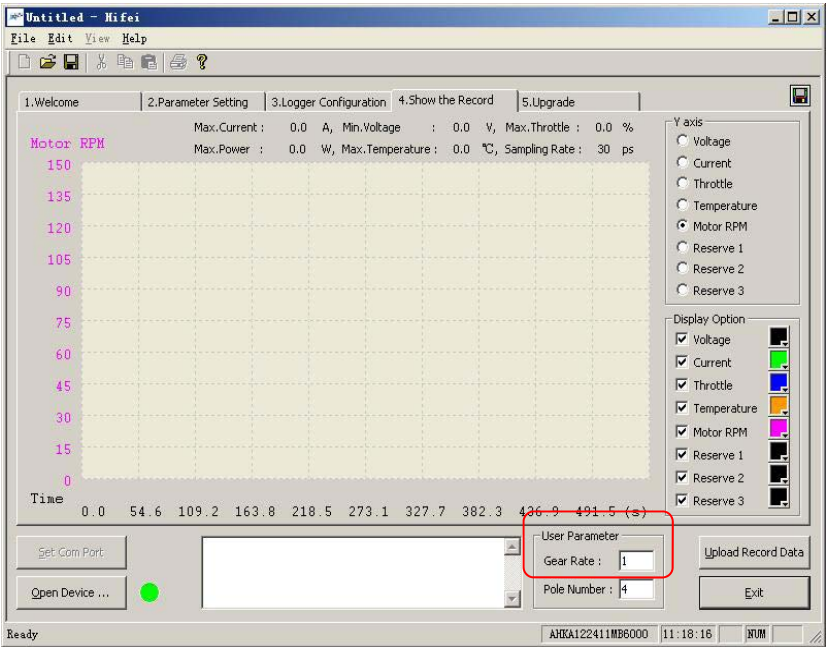 Untitled - Hifei
File Edit View Help
1.Welcome 2.Parameter Setting 3.Logger Configuration 4.Show the Record 5.Upgrade
Max.Current : 0.0 A, Min.Voltage : 0.0 V, Max.Throttle : 0.0 %
Max.Power : 0.0 W, Max.Temperature : 0.0 ℃, Sampling Rate : 30 ps
Motor RPM
150
135
120
105
90
75
60
45
30
15
0
Time
0.0 54.6 109.2 163.8 218.5 273.1 327.7 382.3 436.9 491.5 (s)
Y axis
Voltage
Current
Throttle
Temperature
Motor RPM
Reserve 1
Reserve 2
Reserve 3
Display Option
Voltage
Current
Throttle
Temperature
Motor RPM
Reserve 1
Reserve 2
Reserve 3
Set Com Port
Open Device ...
User Parameter
Gear Rate : 1
Pole Number : 4
Upload Record Data
Exit
Ready AHKA122411MB6000 11:18:16 NUM